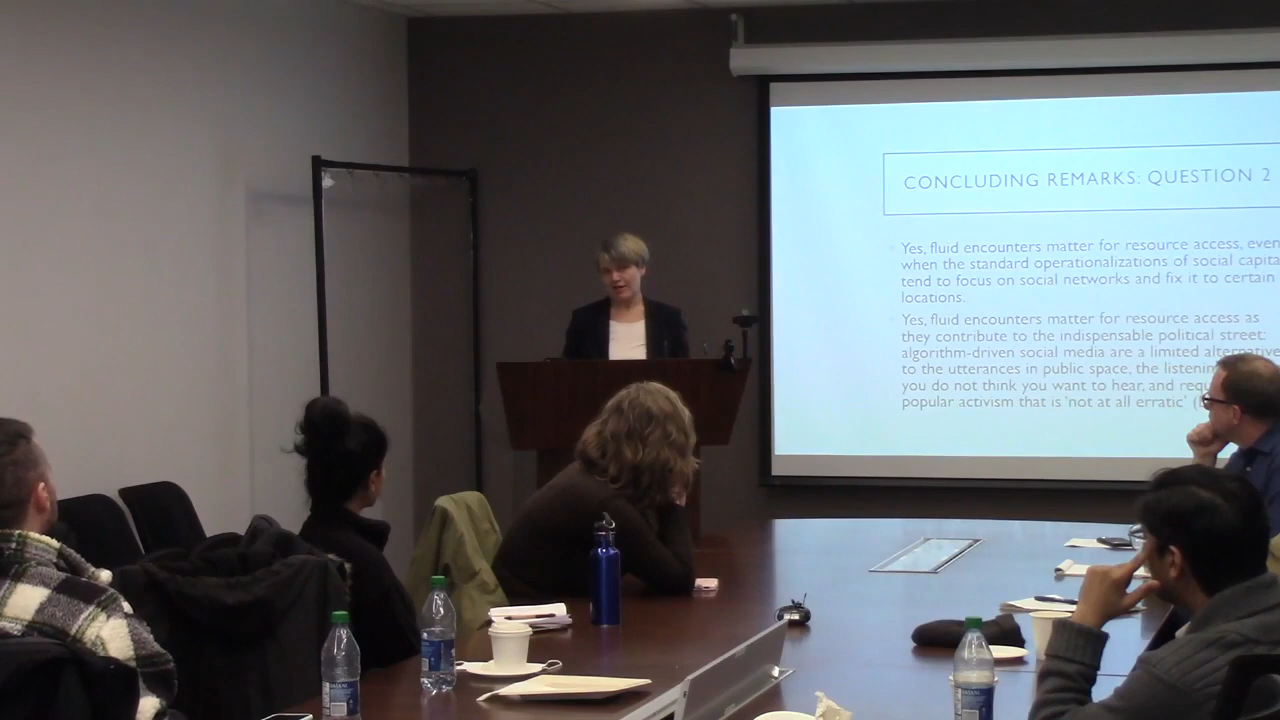 CONCLUDING REMARKS: QUESTION 2
Yes, fluid encounters matter for resource access, even
when the standard operationalizations of social capita
tend to focus on social networks and fix it to certain
locations.
Yes, fluid encounters matter for resource access as
they contribute to the indispensable political street:
algorithm-driven social media are a limited alternative
to the utterances in public space, the listenin
you do not think you want to hear, and requ
popular activism that is 'not at all erratic' (
DASANI